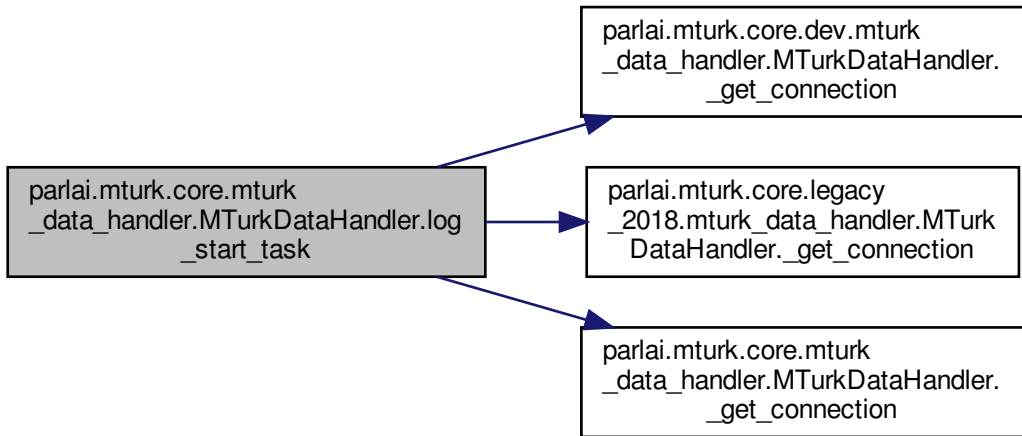 parlai.mturk.core.mturk
_data_handler.MTurkDataHandler.log
_start_task
parlai.mturk.core.dev.mturk
_data_handler.MTurkDataHandler.
_get_connection
parlai.mturk.core.legacy
_2018.mturk_data_handler.MTurk
DataHandler._get_connection
parlai.mturk.core.mturk
_data_handler.MTurkDataHandler.
_get_connection